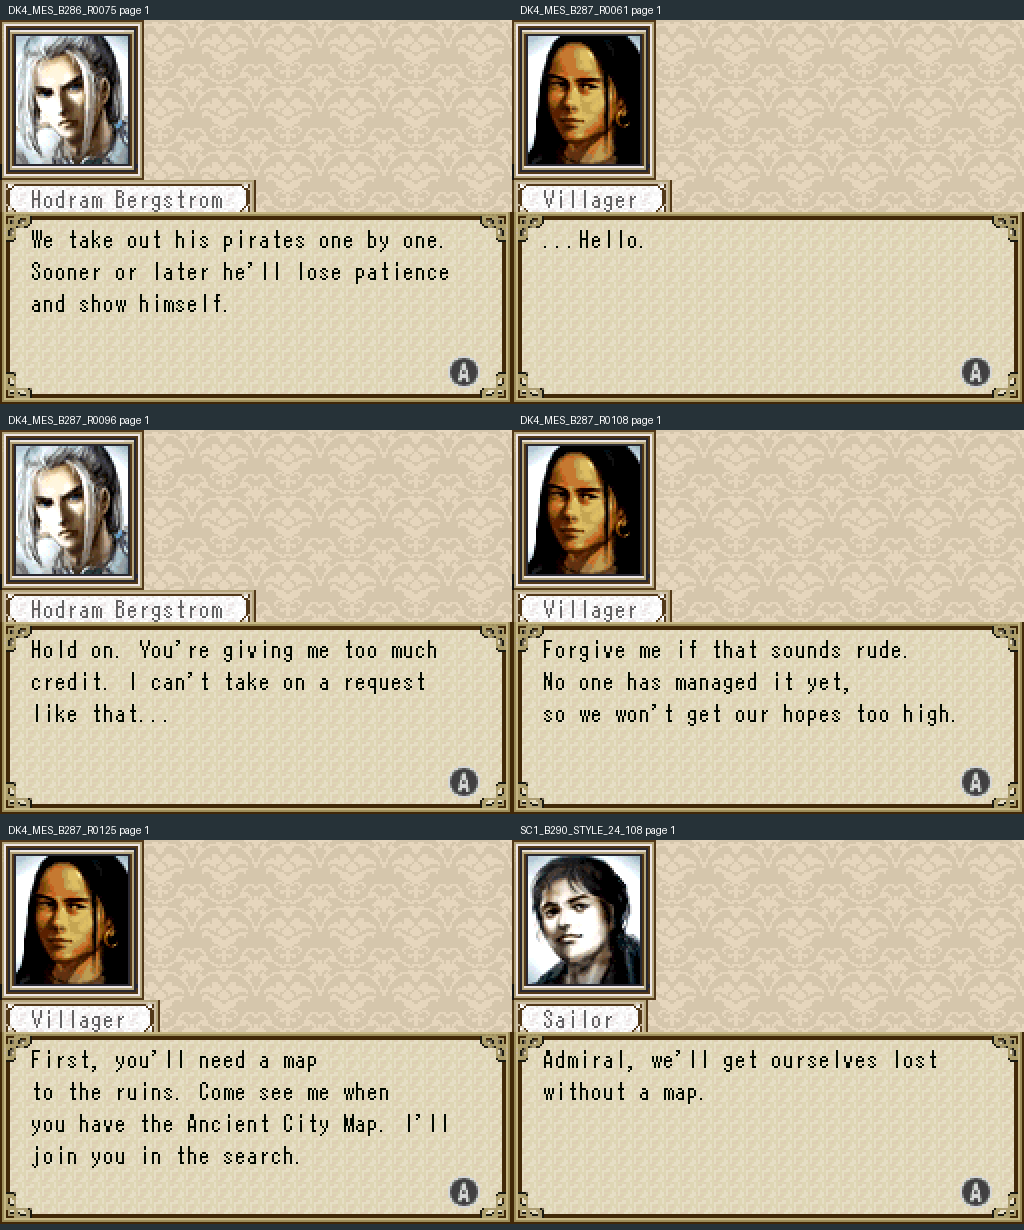 DK4_MES_B286_R0075 page 1
Hodram Bergstrom
We take out his pirates one by one.
Sooner or later he'll lose patience
and show himself.
A
DK4_MES_B287_R0061 page 1
Villager
...Hello.
A
DK4_MES_B287_R0096 page 1
Hodram Bergstrom
Hold on. You're giving me too much
credit. I can't take on a request
like that...
A
DK4_MES_B287_R0108 page 1
Villager
Forgive me if that sounds rude.
No one has managed it yet,
so we won't get our hopes too high.
A
DK4_MES_B287_R0125 page 1
Villager
First, you'll need a map
to the ruins. Come see me when
you have the Ancient City Map. I'll
join you in the search.
A
SC1_B290_STYLE_24_108 page 1
Sailor
Admiral, we'll get ourselves lost
without a map.
A